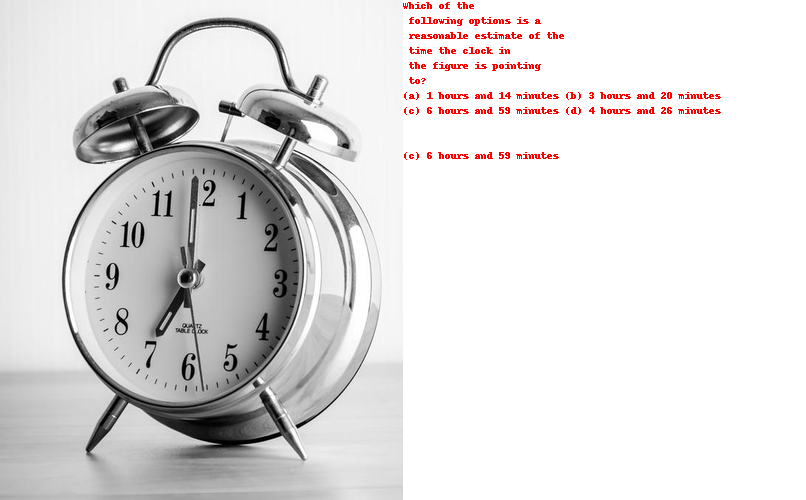 Which of the
following options is a
reasonable estimate of the
time the clock in
the figure is pointing
to?
(a) 1 hours and 14 minutes (b) 3 hours and 20 minutes
(c) 6 hours and 59 minutes (d) 4 hours and 26 minutes
(c) 6 hours and 59 minutes
2
11 1
10 2
9 3
8 4
QUARTZ
TABLE CLOCK
7 5
6